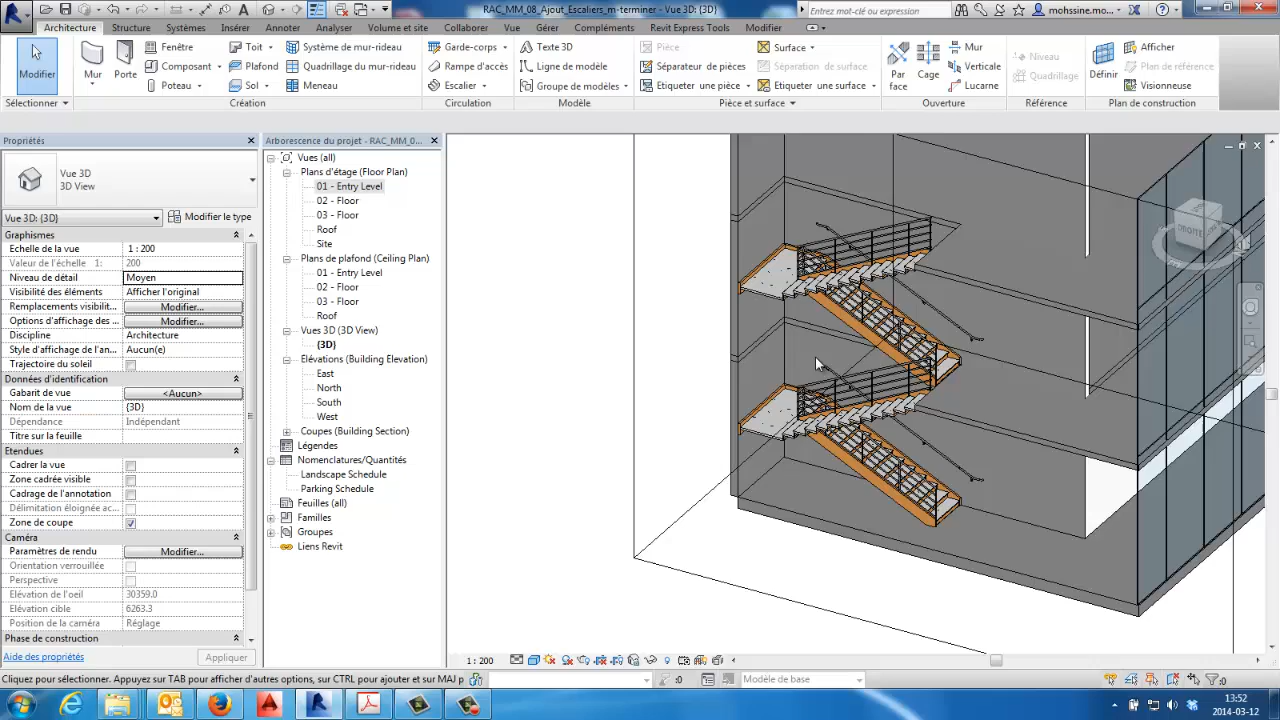 RAC_MM_08_Ajout_Escaliers_m-terminer - Vue 3D: {3D}
Entrez mot-clé ou expression
mohssine.mo...
Architecture Structure Systèmes Insérer Annoter Analyser Volume et site Collaborer Vue Gérer Compléments Revit Express Tools Modifier
Modifier
Sélectionner
Mur
Porte
Fenêtre
Composant
Poteau
Toit
Plafond
Sol
Système de mur-rideau
Quadrillage du mur-rideau
Meneau
Création
Garde-corps
Rampe d'accès
Escalier
Circulation
Texte 3D
Ligne de modèle
Groupe de modèles
Modèle
Pièce
Séparateur de pièces
Etiqueter une pièce
Surface
Séparation de surface
Etiqueter une surface
Pièce et surface
Par face
Cage
Mur
Verticale
Lucarne
Ouverture
Niveau
Quadrillage
Référence
Définir
Afficher
Plan de référence
Visionneuse
Plan de construction
Propriétés
Vue 3D
3D View
Vue 3D: {3D}
Modifier le type
Graphismes
Echelle de la vue 1 : 200
Valeur de l'échelle 1: 200
Niveau de détail Moyen
Visibilité des éléments Afficher l'original
Remplacements visibilit... Modifier...
Options d'affichage des ... Modifier...
Discipline Architecture
Style d'affichage de l'an... Aucun(e)
Trajectoire du soleil
Données d'identification
Gabarit de vue <Aucun>
Nom de la vue {3D}
Dépendance Indépendant
Titre sur la feuille
Etendues
Cadrer la vue
Zone cadrée visible
Cadrage de l'annotation
Délimitation éloignée ac...
Zone de coupe
Caméra
Paramètres de rendu Modifier...
Orientation verrouillée
Perspective
Elévation de l'oeil 30359.0
Elévation cible 6263.3
Position de la caméra Réglage
Phase de construction
Aide des propriétés
Appliquer
Arborescence du projet - RAC_MM_0...
Vues (all)
Plans d'étage (Floor Plan)
01 - Entry Level
02 - Floor
03 - Floor
Roof
Site
Plans de plafond (Ceiling Plan)
01 - Entry Level
02 - Floor
03 - Floor
Roof
Vues 3D (3D View)
{3D}
Elévations (Building Elevation)
East
North
South
West
Coupes (Building Section)
Légendes
Nomenclatures/Quantités
Landscape Schedule
Parking Schedule
Feuilles (all)
Familles
Groupes
Liens Revit
1 : 200
Cliquez pour sélectionner. Appuyez sur TAB pour afficher d'autres options, sur CTRL pour ajouter et sur MAJ p
:0
Modèle de base
:0
13:52
2014-03-12